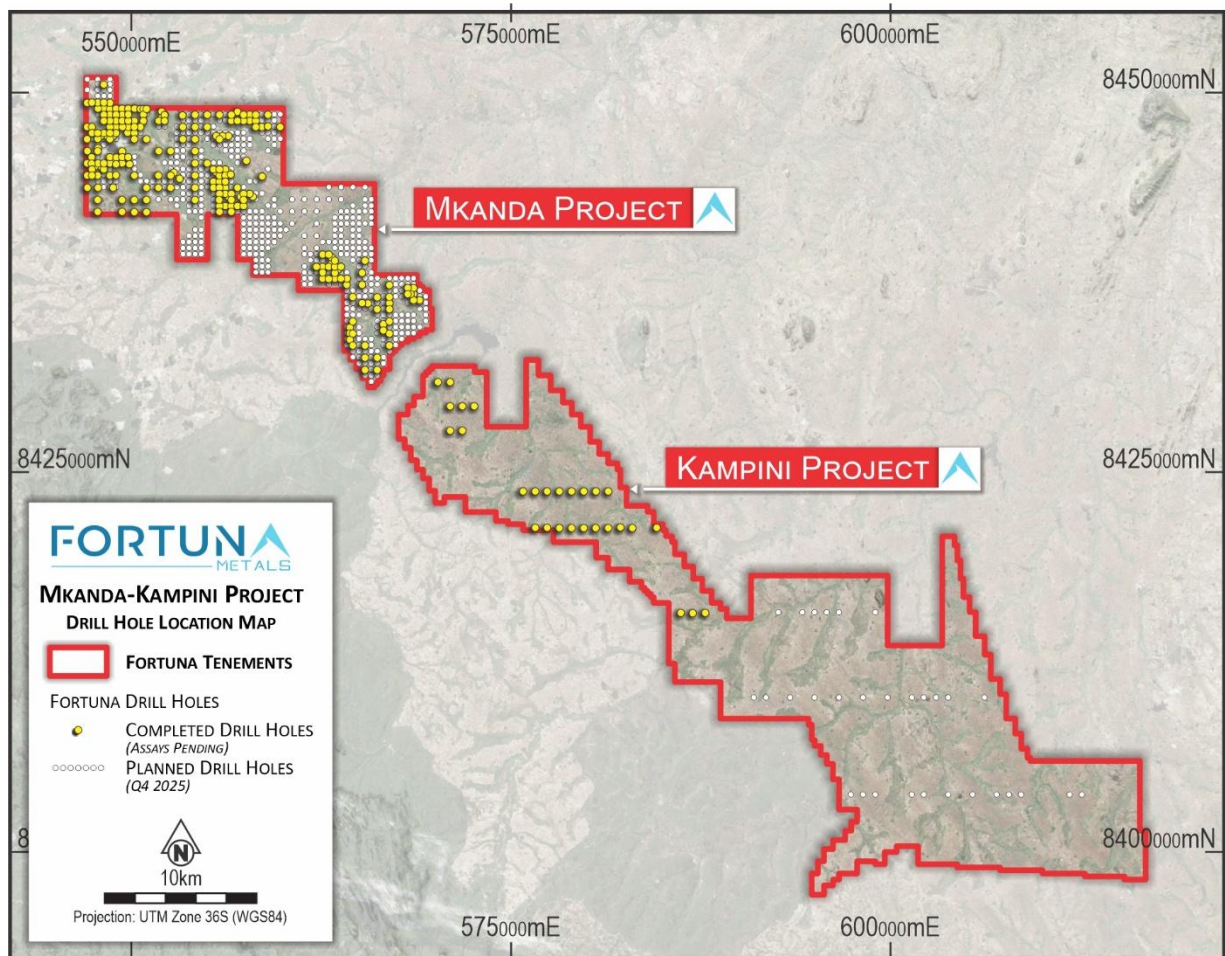 550000mE
575000mE
600000mE
8450000mN
8450000mN
MKANDA PROJECT
8425000mN
8425000mN
KAMPINI PROJECT
FORTUNA
METALS
MKANDA-KAMPINI PROJECT
DRILL HOLE LOCATION MAP
FORTUNA TENEMENTS
FORTUNA DRILL HOLES
COMPLETED DRILL HOLES
(ASSAYS PENDING)
PLANNED DRILL HOLES
(Q4 2025)
N
10km
Projection: UTM Zone 36S (WGS84)
8
8400000mN
575000mE
600000mE